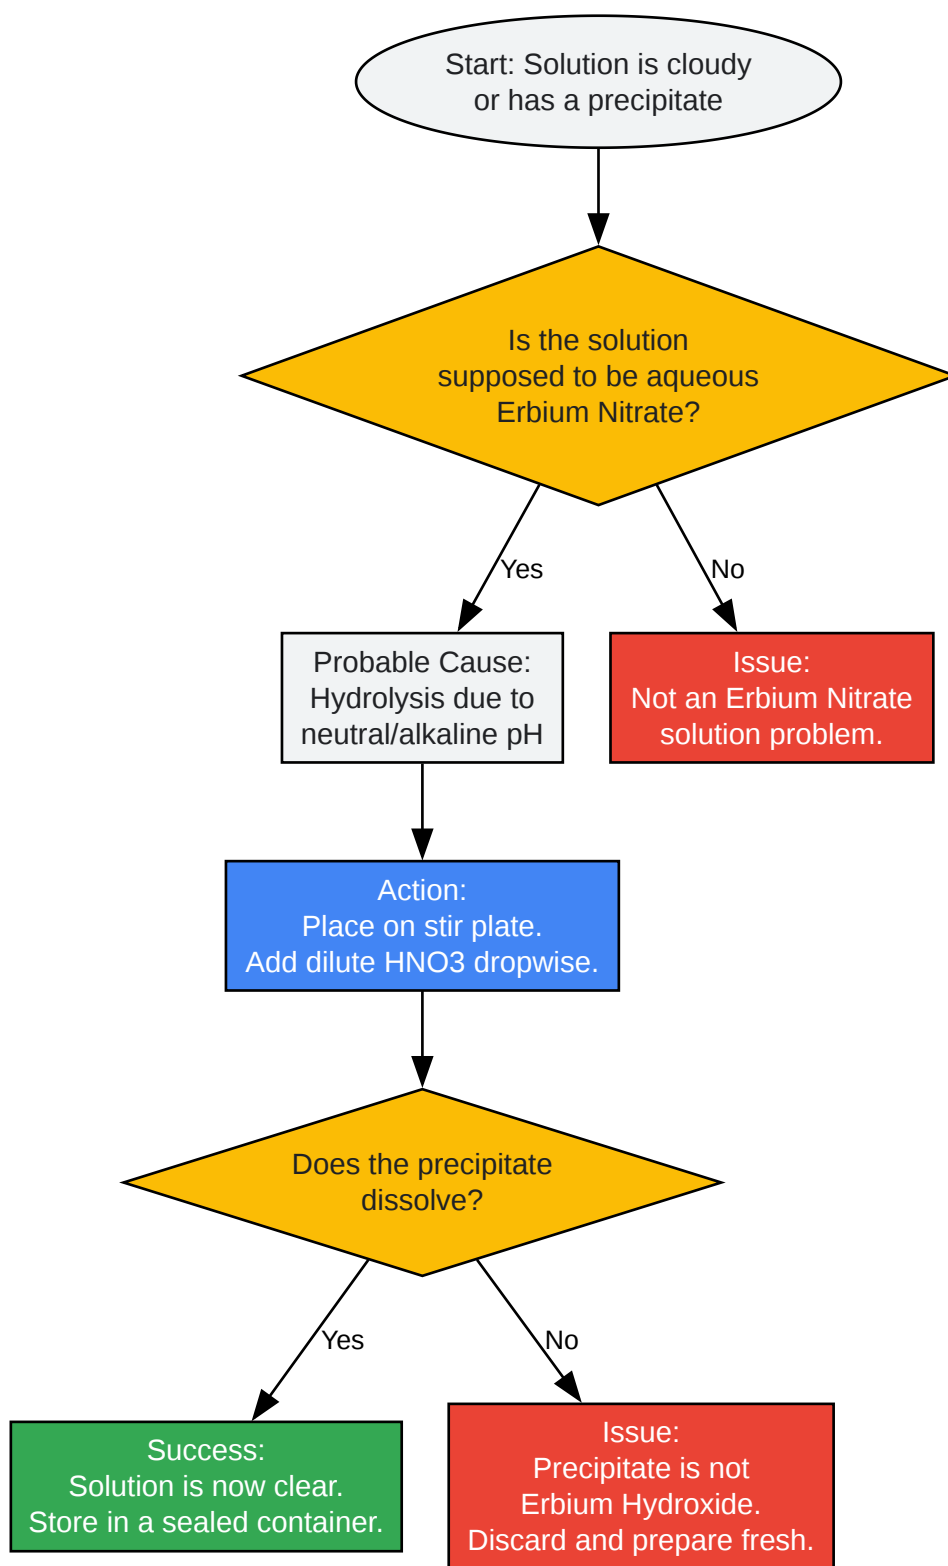 Start: Solution is cloudy
or has a precipitate
Is the solution
supposed to be aqueous
Erbium Nitrate?
Yes
No
Probable Cause:
Hydrolysis due to
neutral/alkaline pH
Issue:
Not an Erbium Nitrate
solution problem.
Action:
Place on stir plate.
Add dilute HNO3 dropwise.
Does the precipitate
dissolve?
Yes
No
Success:
Solution is now clear.
Store in a sealed container.
Issue:
Precipitate is not
Erbium Hydroxide.
Discard and prepare fresh.